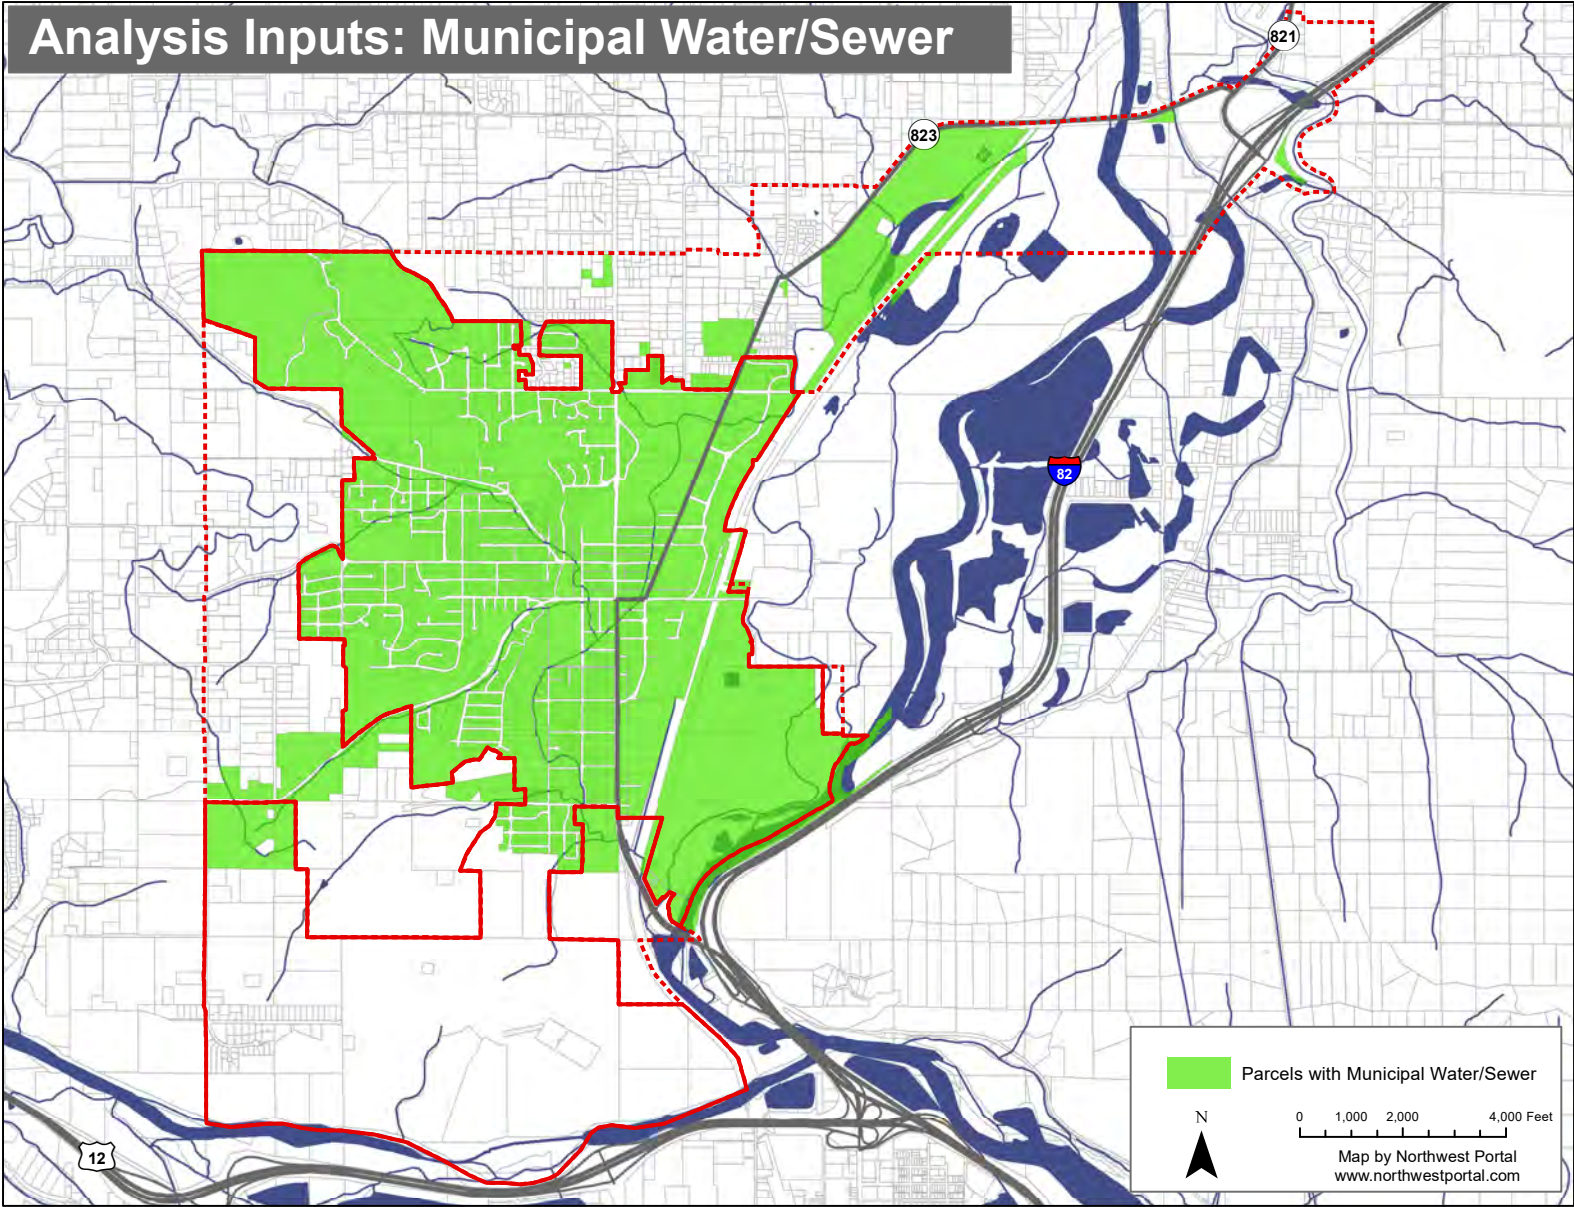 Analysis Inputs: Municipal Water/Sewer
821
823
82
12
Parcels with Municipal Water/Sewer
N
0 1,000 2,000 4,000 Feet
Map by Northwest Portal
www.northwestportal.com